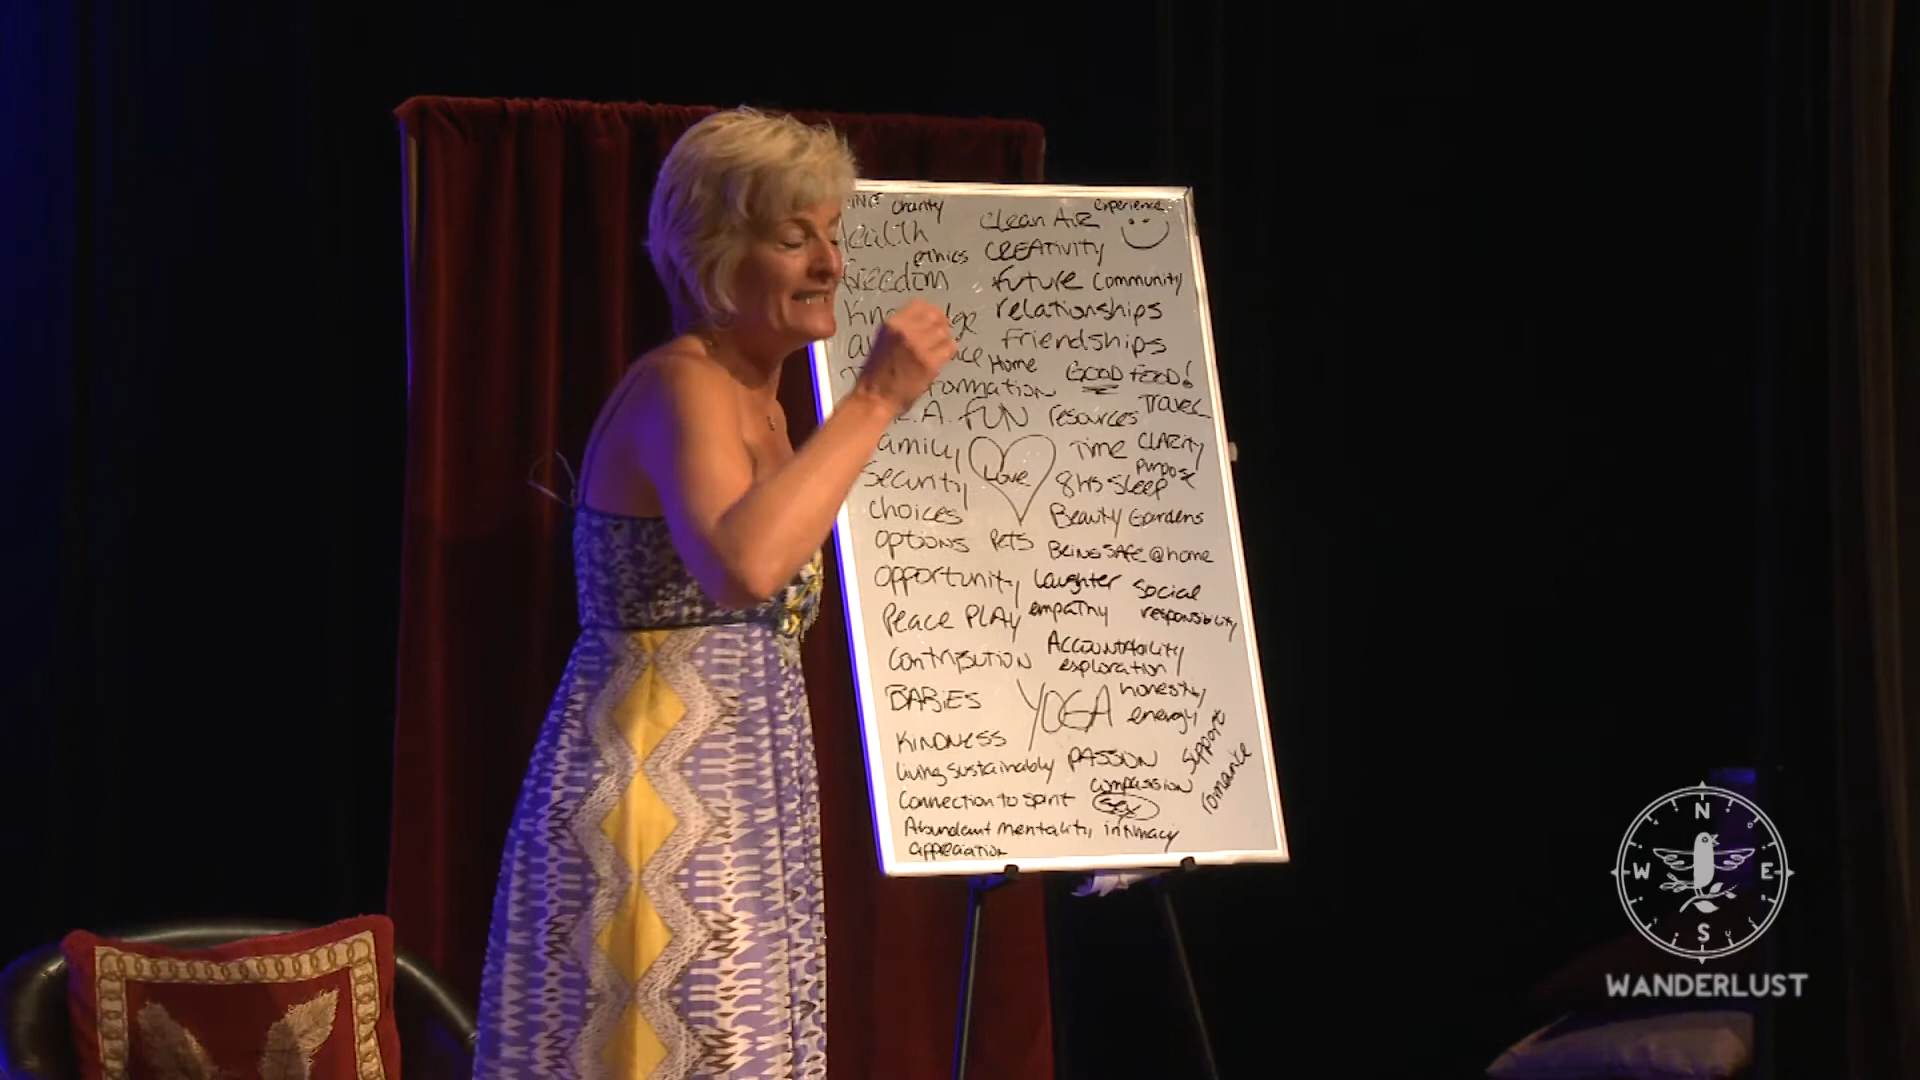 charity Clean AiR experience
Health
ethics CREATIVITY
freedom future Community
relationships
friendships
Home GOOD FOOD!
Travel
FUN resources
family Time CLARITY
Purpose
Security Love 8hrs Sleep
choices Beauty Gardens
options Pets Being SAfe @ home
opportunity Laughter Social
Peace PLAy empathy responsibility
Contribution Accountability
exploration
BABiES YOGA honesty
energy
KiNDNESS Support
Living sustainably PASSION romance
compassion
Connection to Spirit Sex
Abundant mentality, intimacy
appreciation
N
W E
S
WANDERLUST